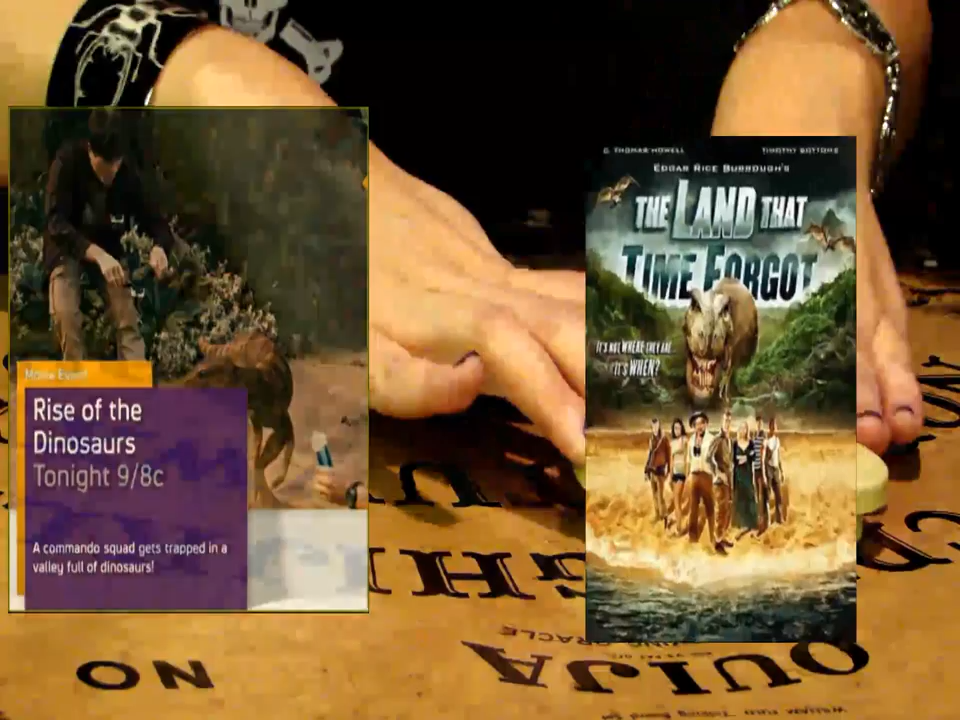 C. THOMAS HOWELL TIMOTHY BOTTOMS
EDGAR RICE BURROUGH'S
THE LAND THAT
TIME FORGOT
IT'S NOT WHERE THEY ARE...
IT'S WHEN?
Movie Event
Rise of the
Dinosaurs
Tonight 9/8c
A commando squad gets trapped in a
valley full of dinosaurs!
GHI
NO
OUIJA